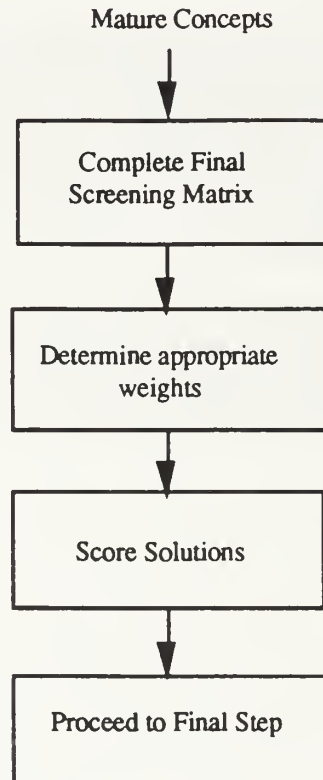 Mature Concepts
Complete Final
Screening Matrix
Determine appropriate
weights
Score Solutions
Proceed to Final Step